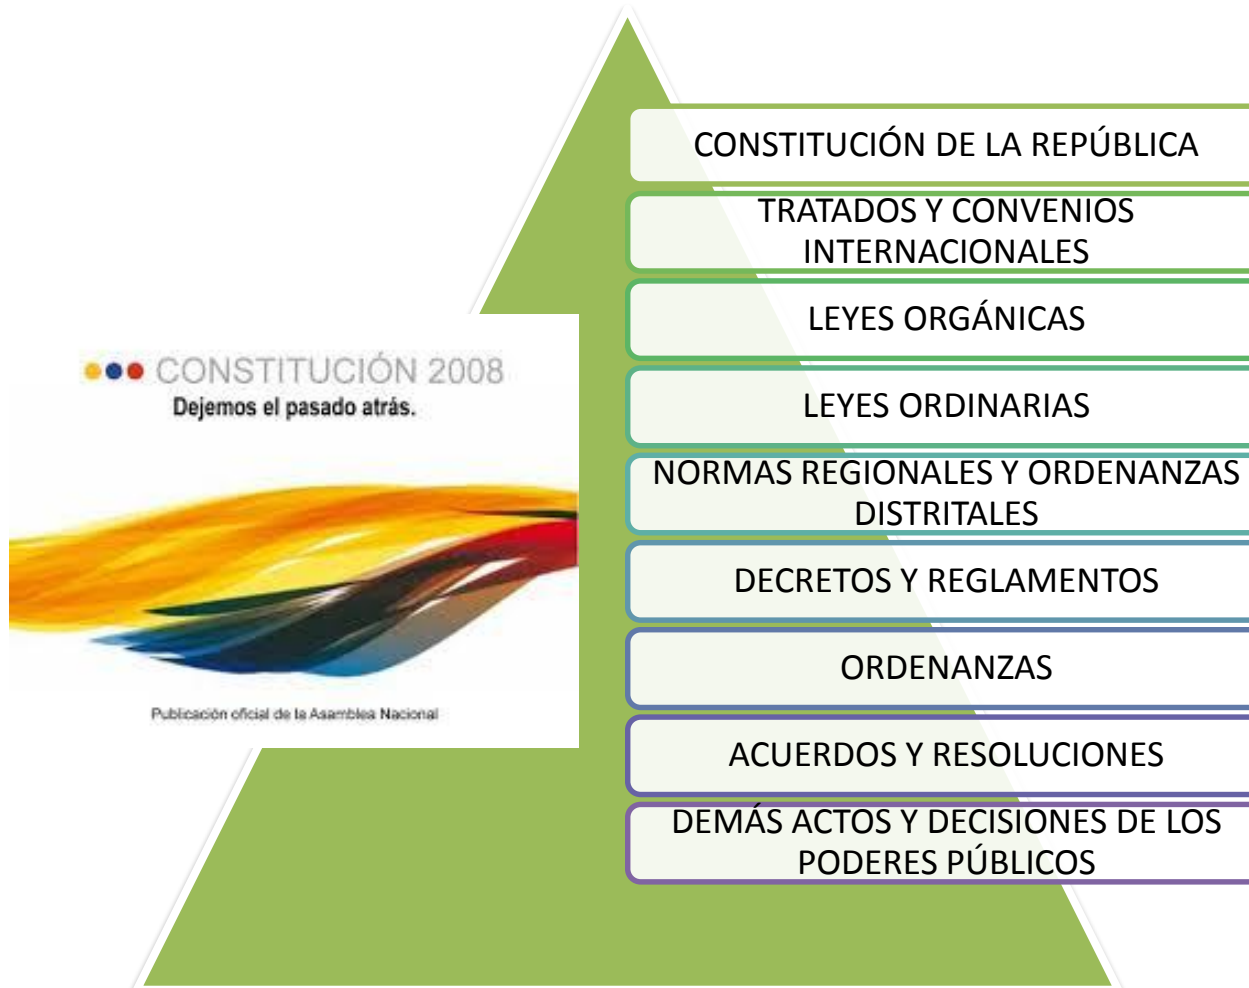 CONSTITUCIÓN DE LA REPÚBLICA
TRATADOS Y CONVENIOS
INTERNACIONALES
LEYES ORGÁNICAS
LEYES ORDINARIAS
NORMAS REGIONALES Y ORDENANZAS
DISTRITALES
DECRETOS Y REGLAMENTOS
ORDENANZAS
ACUERDOS Y RESOLUCIONES
DEMÁS ACTOS Y DECISIONES DE LOS
PODERES PÚBLICOS
CONSTITUCIÓN 2008
Dejemos el pasado atrás.
Publicación oficial de la Asamblea Nacional